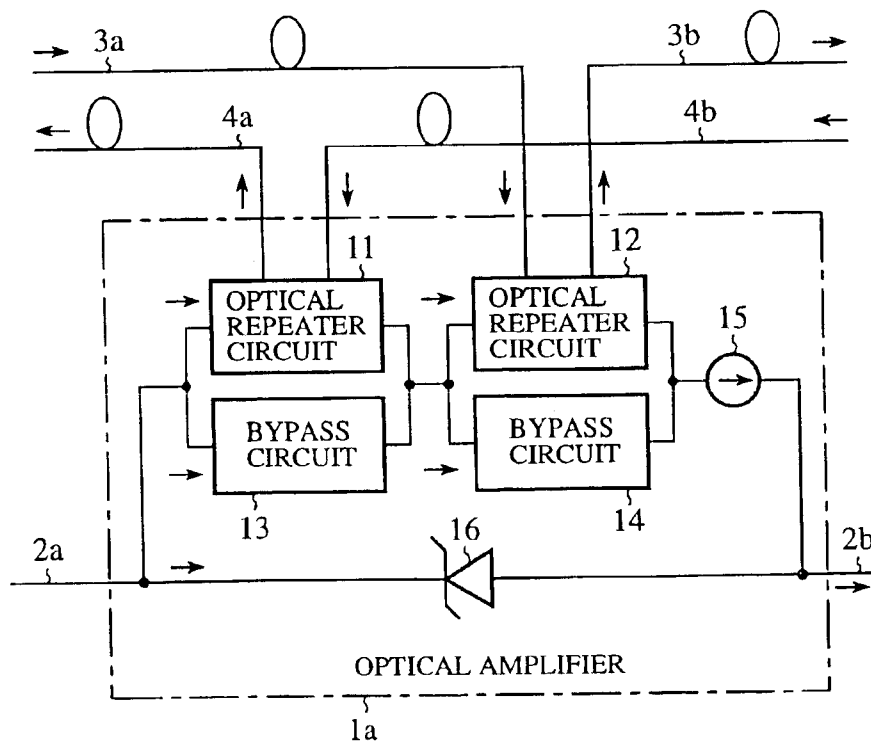 3a
3b
4a
4b
11
12
OPTICAL
REPEATER
CIRCUIT
OPTICAL
REPEATER
CIRCUIT
15
BYPASS
CIRCUIT
BYPASS
CIRCUIT
13
14
16
2a
2b
OPTICAL AMPLIFIER
1a